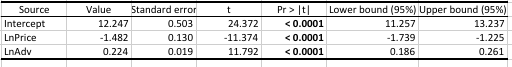 Source Value Standard error t Pr > |t| Lower bound (95%) Upper bound (95%)
Intercept 12.247 0.503 24.372 < 0.0001 11.257 13.237
LnPrice -1.482 0.130 -11.374 < 0.0001 -1.739 -1.225
LnAdv 0.224 0.019 11.792 < 0.0001 0.186 0.261